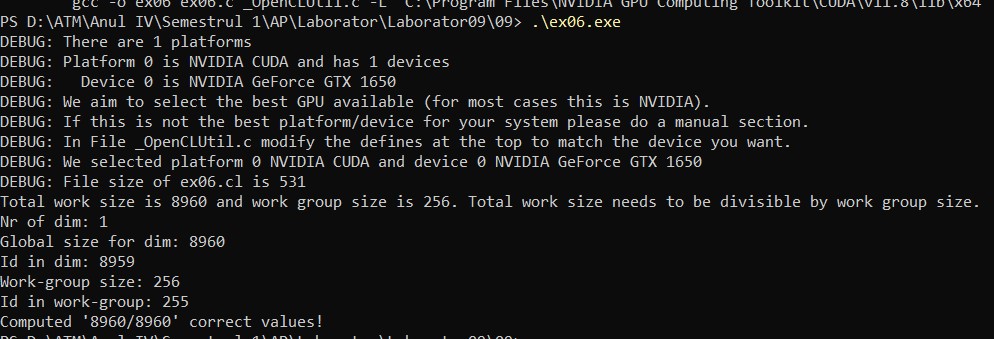 gcc -o ex06 ex06.c _OpenCLUtil.c -L "C:\Program Files\NVIDIA GPU Computing Toolkit\CUDA\v11.8\lib\x64
PS D:\ATM\Anul IV\Semestrul 1\AP\Laborator\Laborator09\09> .\ex06.exe
DEBUG: There are 1 platforms
DEBUG: Platform 0 is NVIDIA CUDA and has 1 devices
DEBUG:   Device 0 is NVIDIA GeForce GTX 1650
DEBUG: We aim to select the best GPU available (for most cases this is NVIDIA).
DEBUG: If this is not the best platform/device for your system please do a manual section.
DEBUG: In File _OpenCLUtil.c modify the defines at the top to match the device you want.
DEBUG: We selected platform 0 NVIDIA CUDA and device 0 NVIDIA GeForce GTX 1650
DEBUG: File size of ex06.cl is 531
Total work size is 8960 and work group size is 256. Total work size needs to be divisible by work group size.
Nr of dim: 1
Global size for dim: 8960
Id in dim: 8959
Work-group size: 256
Id in work-group: 255
Computed '8960/8960' correct values!
PS D:\ATM\Anul IV\Semestrul 1\AP\Laborator\Laborator09\09>